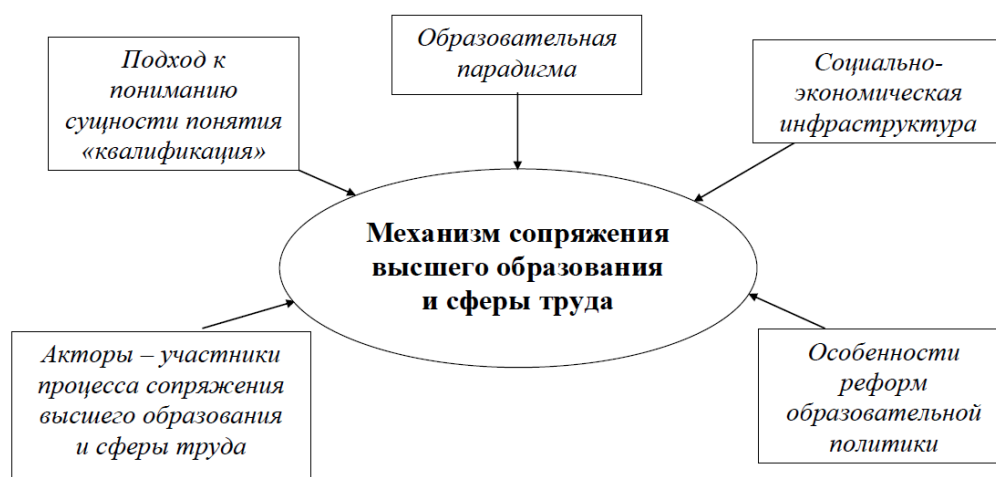 Подход к
пониманию
сущности понятия
«квалификация»
Образовательная
парадигма
Социально-
экономическая
инфраструктура
Механизм сопряжения
высшего образования
и сферы труда
Акторы – участники
процесса сопряжения
высшего образования
и сферы труда
Особенности
реформ
образовательной
политики